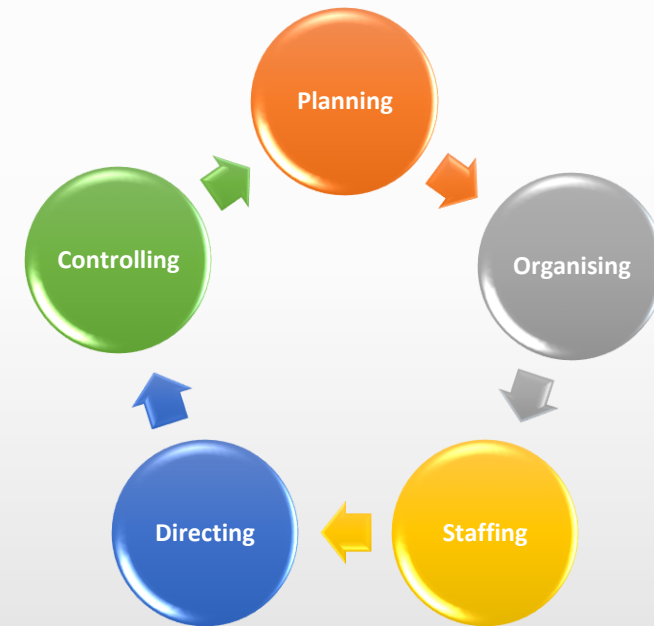 Planning
Organising
Staffing
Directing
Controlling